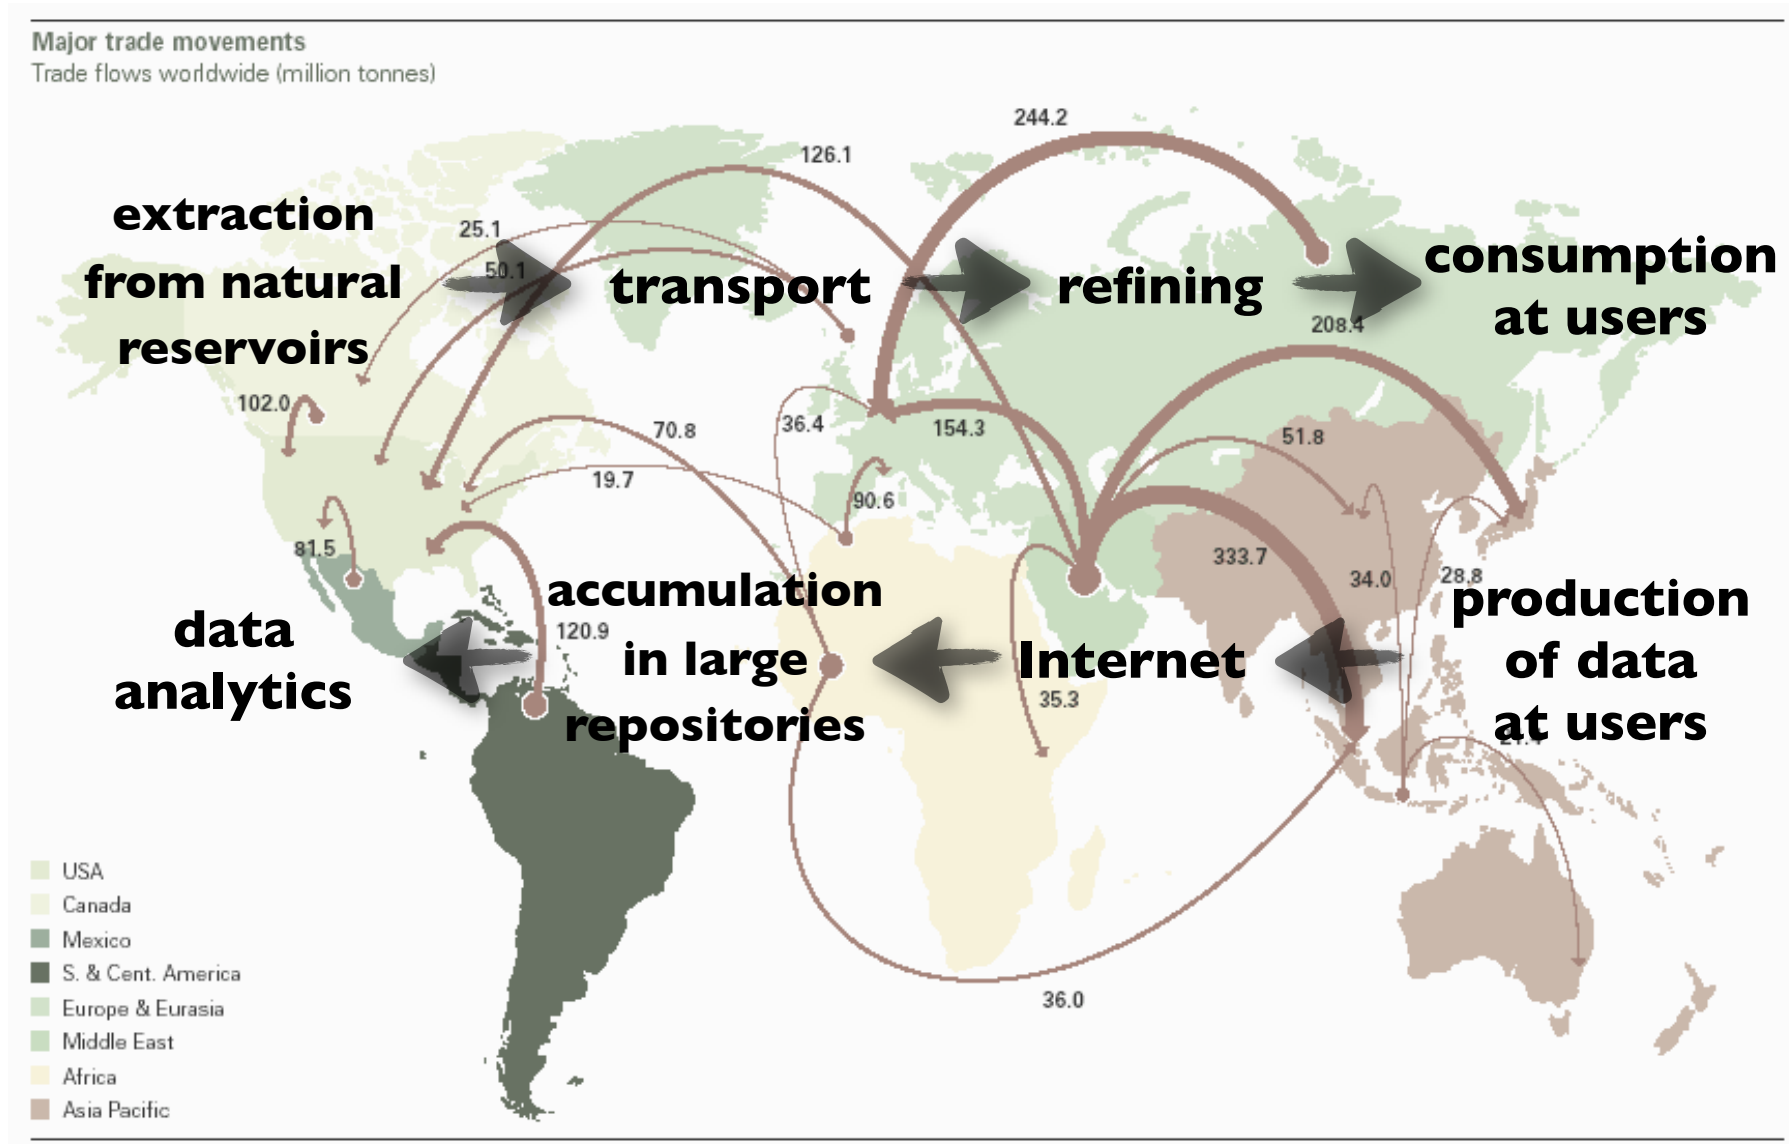 Major trade movements
Trade flows worldwide (million tonnes)
244.2
126.1
extraction
from natural
reservoirs
25.1
50.1
transport
refining
consumption
at users
208.4
102.0
70.8
36.4
154.3
51.8
19.7
90.6
81.5
333.7
34.0
28.8
data
analytics
120.9
accumulation
in large
repositories
Internet
35.3
production
of data
at users
36.0
USA
Canada
Mexico
S. & Cent. America
Europe & Eurasia
Middle East
Africa
Asia Pacific